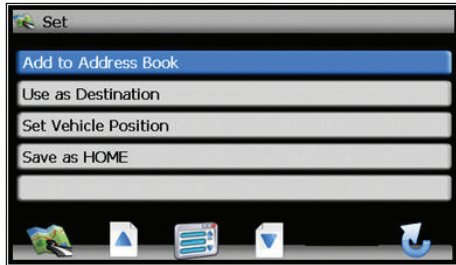 Set
Add to Address Book
Use as Destination
Set Vehicle Position
Save as HOME